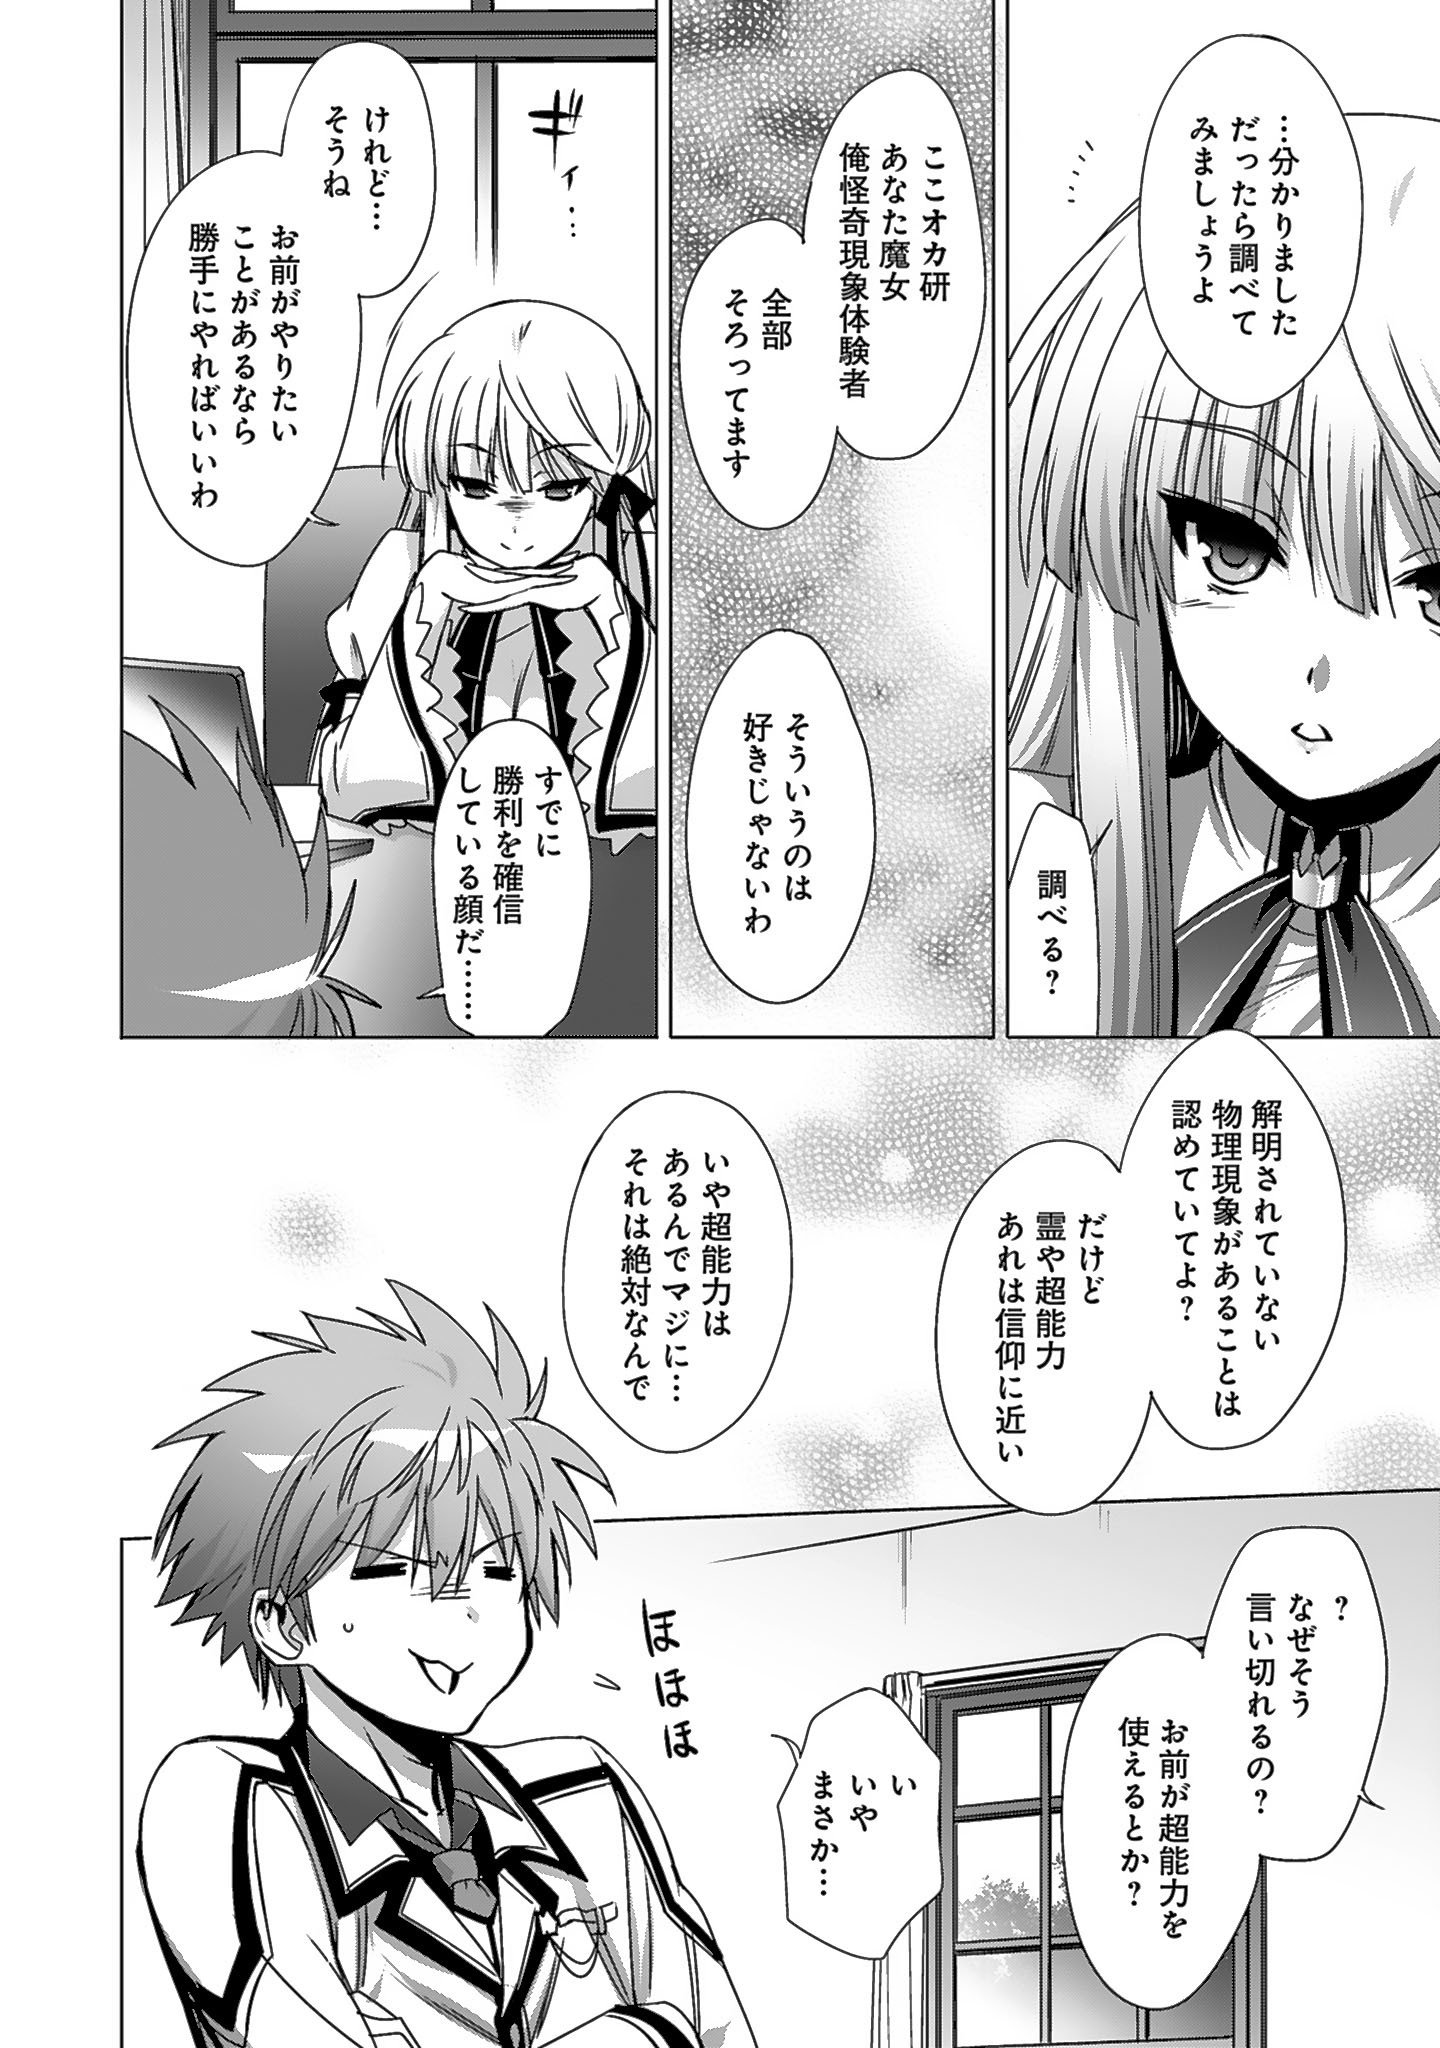 …分かりました
だったら調べて
みましょうよ
調べる？
ここオカ研
あなた魔女
俺怪奇現象体験者
全部
そろってます
そういうのは
好きじゃないわ
ギィ…
けれど…
そうね
お前がやりたい
ことがあるなら
勝手にやればいいわ
すでに
勝利を確信
している顔だ……
解明されていない
物理現象があることは
認めていてよ？
だけど
霊や超能力
あれは信仰に近い
いや超能力は
あるんでマジに…
それは絶対なんで
？
なぜそう
言い切れるの？
お前が超能力を
使えるとか？
い
いや
まさか…
ほほほ